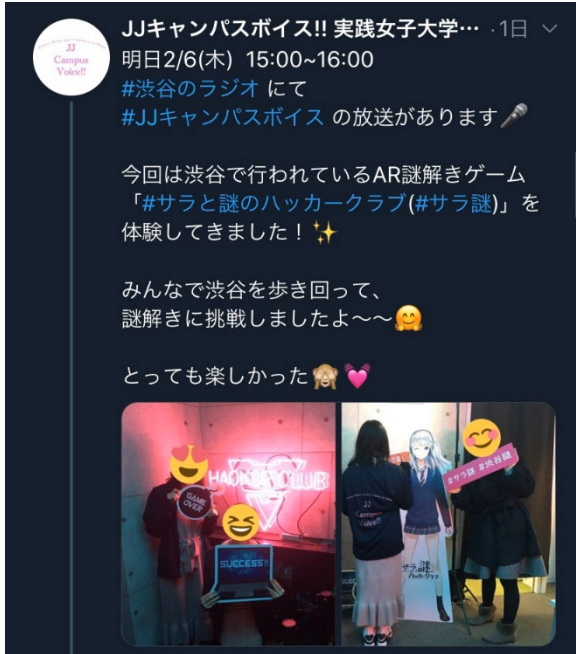 JJ
Campus
Voice!!
JJキャンパスボイス!! 実践女子大学… ·1日
明日2/6(木) 15:00~16:00
#渋谷のラジオ にて
#JJキャンパスボイス の放送があります🎤
今回は渋谷で行われているAR謎解きゲーム
「#サラと謎のハッカークラブ(#サラ謎)」を
体験してきました！✨
みんなで渋谷を歩き回って、
謎解きに挑戦しましたよ〜〜🤗
とっても楽しかった🙈💓
HACKER CLUB
GAME
OVER
SUCCESS!!
JJ
Campus
Voice!!
#サラ謎 #渋谷謎
サラと謎の
ハッカークラブ